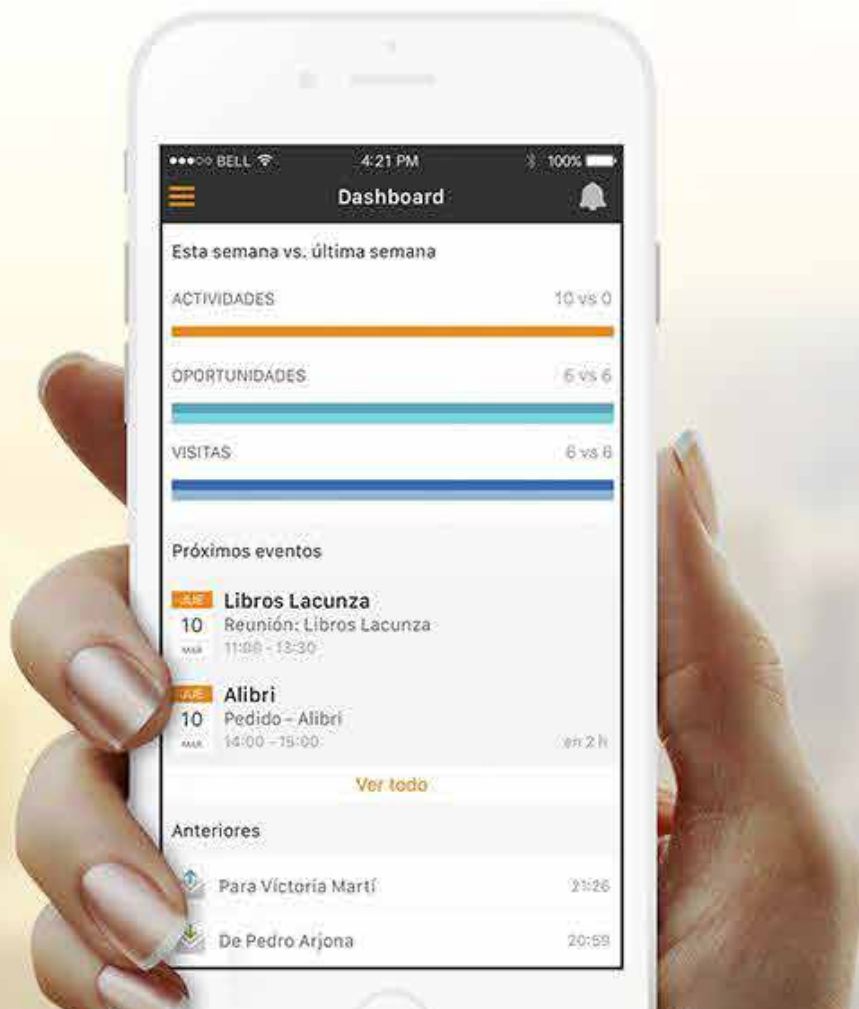 BELL 4:21 PM 100%
Dashboard
Esta semana vs. última semana
ACTIVIDADES 10 vs 0
OPORTUNIDADES 6 vs 6
VISITAS 6 vs 6
Próximos eventos
JUE Libros Lacunza
10 Reunión: Libros Lacunza
MAR 11:00 - 13:30
JUE Alibri
10 Pedido - Alibri
MAR 14:00 - 15:00 en 2 h
Ver todo
Anteriores
Para Victoria Martí 21:26
De Pedro Arjona 20:59